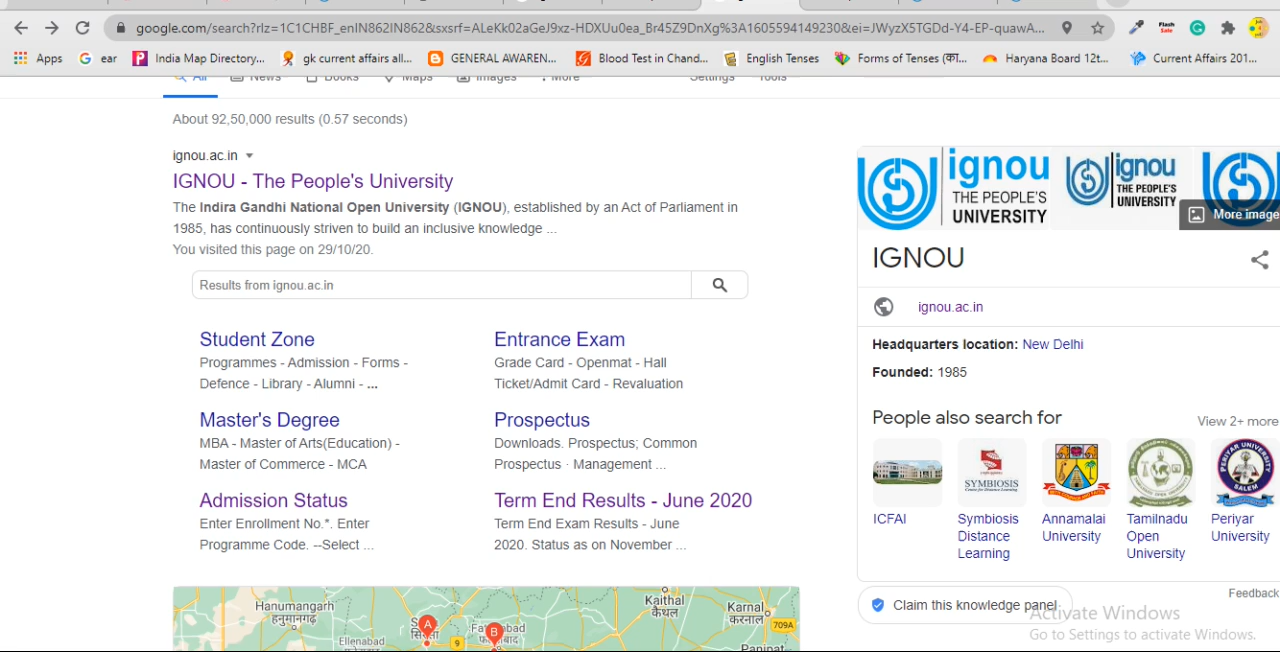 google.com/search?rlz=1C1CHBF_enIN862IN862&sxsrf=ALeKk02aGeJ9xz-HDXUu0ea_Br45Z9DnXg%3A1605594149230&ei=JWyzX5TGDd-Y4-EP-quawA...
Flash
Sale
Apps
ear
India Map Directory...
gk current affairs all...
GENERAL AWAREN...
Blood Test in Chand...
English Tenses
Forms of Tenses (का...
Haryana Board 12t...
Current Affairs 201...
All
News
Books
Maps
Images
More
Settings
Tools
About 92,50,000 results (0.57 seconds)
ignou.ac.in
IGNOU - The People's University
The Indira Gandhi National Open University (IGNOU), established by an Act of Parliament in
1985, has continuously striven to build an inclusive knowledge ...
You visited this page on 29/10/20.
Results from ignou.ac.in
Student Zone
Programmes - Admission - Forms -
Defence - Library - Alumni - ...
Entrance Exam
Grade Card - Openmat - Hall
Ticket/Admit Card - Revaluation
Master's Degree
MBA - Master of Arts(Education) -
Master of Commerce - MCA
Prospectus
Downloads. Prospectus; Common
Prospectus · Management ...
Admission Status
Enter Enrollment No.*. Enter
Programme Code. --Select ...
Term End Results - June 2020
Term End Exam Results - June
2020. Status as on November ...
Hanumangarh
हनुमानगढ़
Ellenabad
A
B
9
Kaithal
कैथल
Karnal
करनाल
709A
Panipat
ignou
THE PEOPLE'S
UNIVERSITY
ignou
THE PEOPLE'S
UNIVERSITY
More image
IGNOU
ignou.ac.in
Headquarters location: New Delhi
Founded: 1985
People also search for
View 2+ more
SYMBIOSIS
PERIYAR UNIVERSITY
SALEM
ICFAI
Symbiosis
Distance
Learning
Annamalai
University
Tamilnadu
Open
University
Periyar
University
Feedback
Claim this knowledge panel
Activate Windows
Go to Settings to activate Windows.